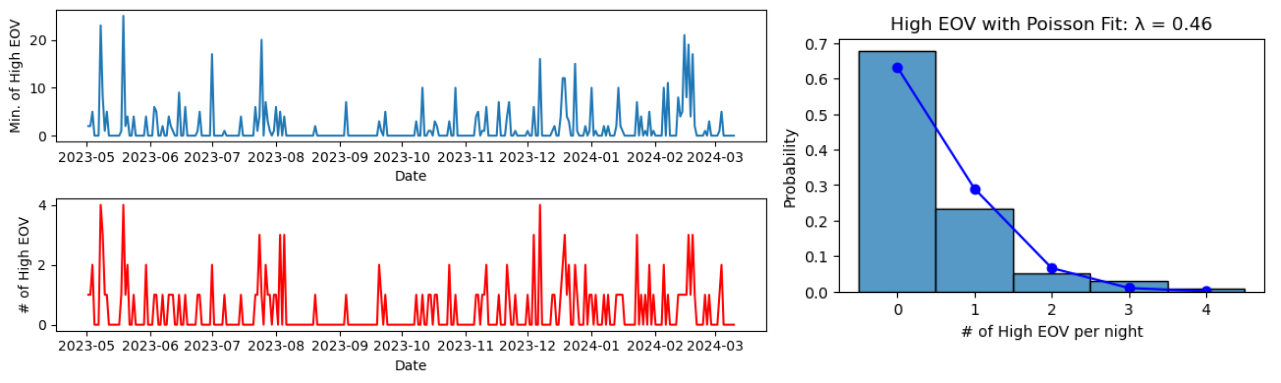 Min. of High EOV
20
10
0
2023-05 2023-06 2023-07 2023-08 2023-09 2023-10 2023-11 2023-12 2024-01 2024-02 2024-03
Date
# of High EOV
4
2
0
2023-05 2023-06 2023-07 2023-08 2023-09 2023-10 2023-11 2023-12 2024-01 2024-02 2024-03
Date
High EOV with Poisson Fit: λ = 0.46
Probability
0.7
0.6
0.5
0.4
0.3
0.2
0.1
0.0
0 1 2 3 4
# of High EOV per night